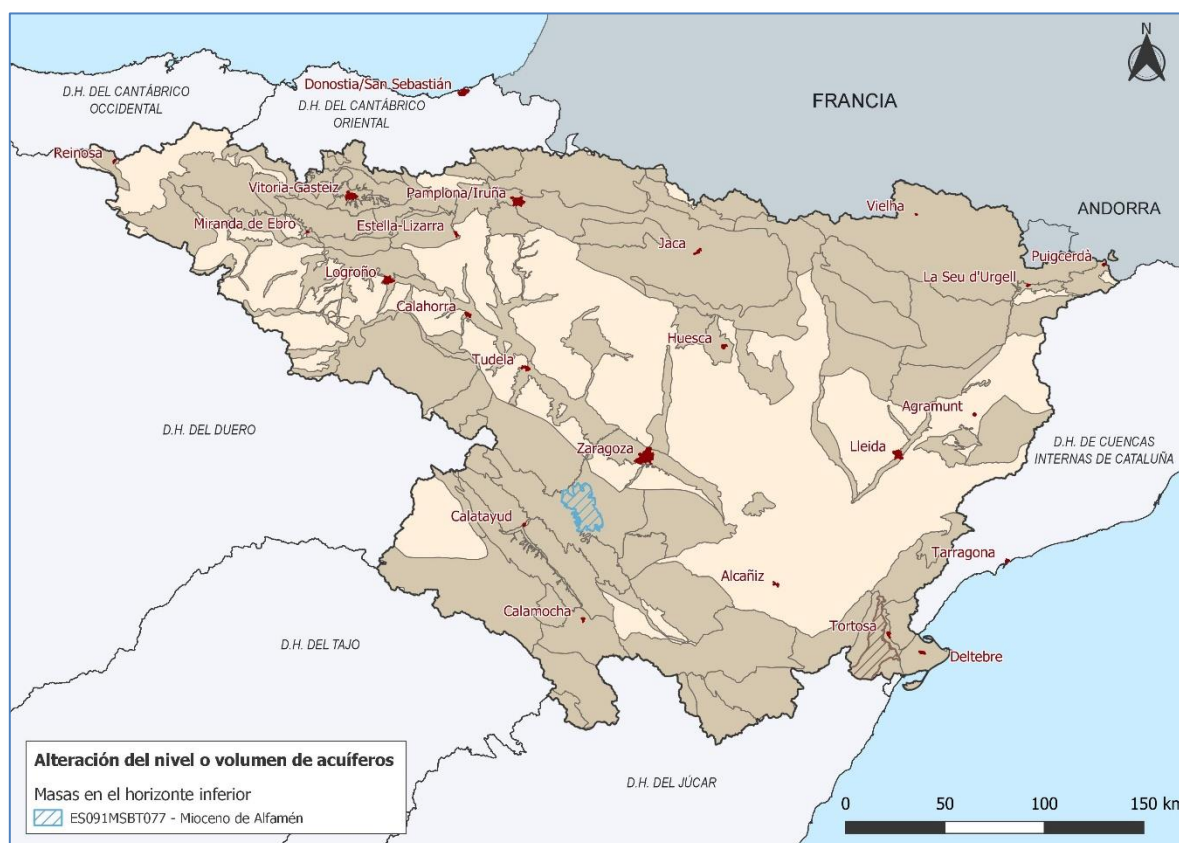 N
FRANCIA
D.H. DEL CANTÁBRICO
OCCIDENTAL
Donostia/San Sebastián
D.H. DEL CANTÁBRICO
ORIENTAL
Reinosa
Vitoria-Gasteiz
Pamplona/Iruña
Vielha
ANDORRA
Miranda de Ebro
Estella-Lizarra
Jaca
Puigcerdà
Logroño
La Seu d'Urgell
Calahorra
Huesca
Tudela
Agramunt
D.H. DEL DUERO
Zaragoza
Lleida
D.H. DE CUENCAS
INTERNAS DE CATALUÑA
Calatayud
Tarragona
Alcañiz
Calamocha
Tortosa
D.H. DEL TAJO
Deltebre
D.H. DEL JÚCAR
Alteración del nivel o volumen de acuíferos
Masas en el horizonte inferior
ES091MSBT077 - Mioceno de Alfamén
0 50 100 150 km